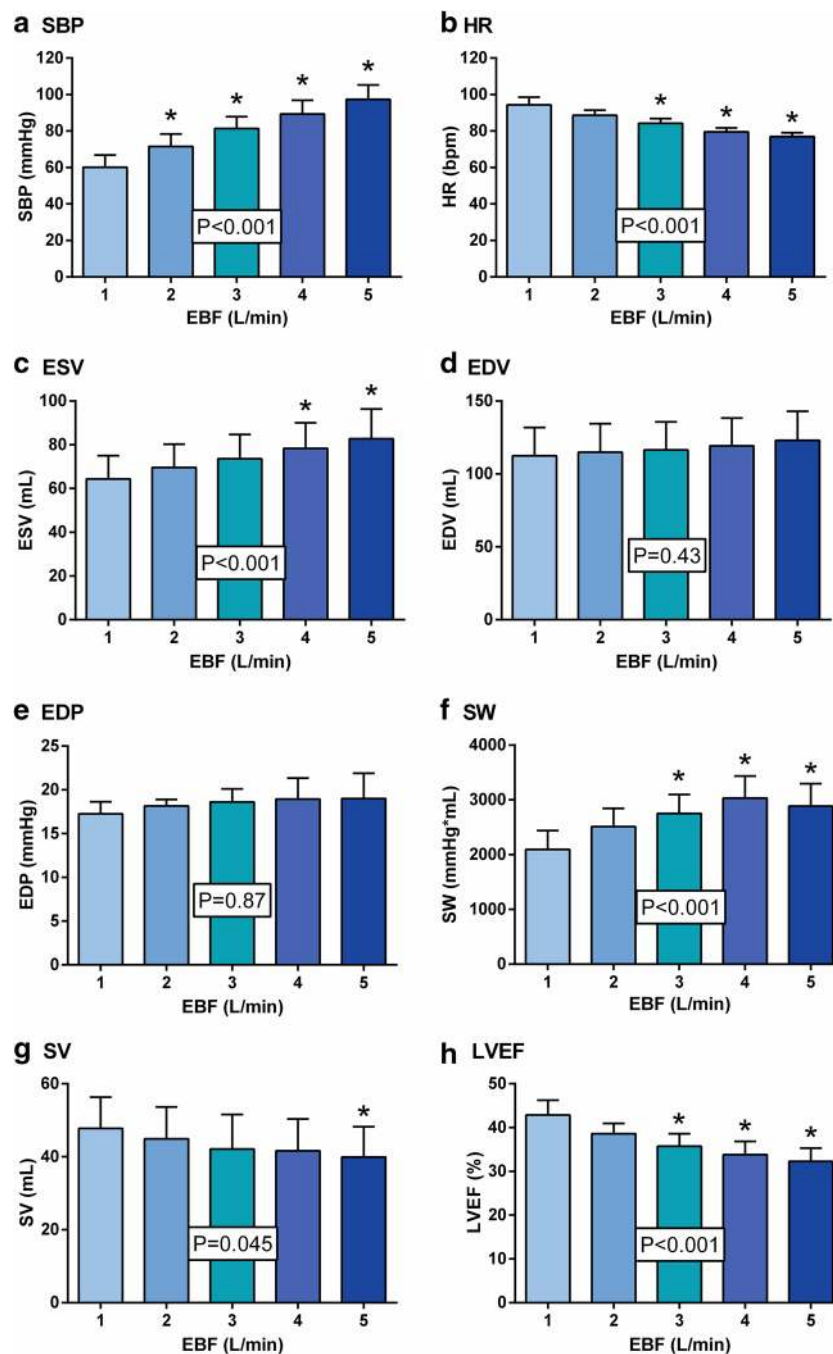 a SBP
SBP (mmHg)
120
100
80
60
40
20
0
* * * *
P<0.001
1 2 3 4 5
EBF (L/min)
b HR
HR (bpm)
120
100
80
60
40
20
0
* * *
P<0.001
1 2 3 4 5
EBF (L/min)
c ESV
ESV (mL)
100
80
60
40
20
0
* *
P<0.001
1 2 3 4 5
EBF (L/min)
d EDV
EDV (mL)
150
100
50
0
P=0.43
1 2 3 4 5
EBF (L/min)
e EDP
EDP (mmHg)
25
20
15
10
5
0
P=0.87
1 2 3 4 5
EBF (L/min)
f SW
SW (mmHg*mL)
4000
3000
2000
1000
0
* * *
P<0.001
1 2 3 4 5
EBF (L/min)
g SV
SV (mL)
60
40
20
0
*
P=0.045
1 2 3 4 5
EBF (L/min)
h LVEF
LVEF (%)
50
40
30
20
10
0
* * *
P<0.001
1 2 3 4 5
EBF (L/min)